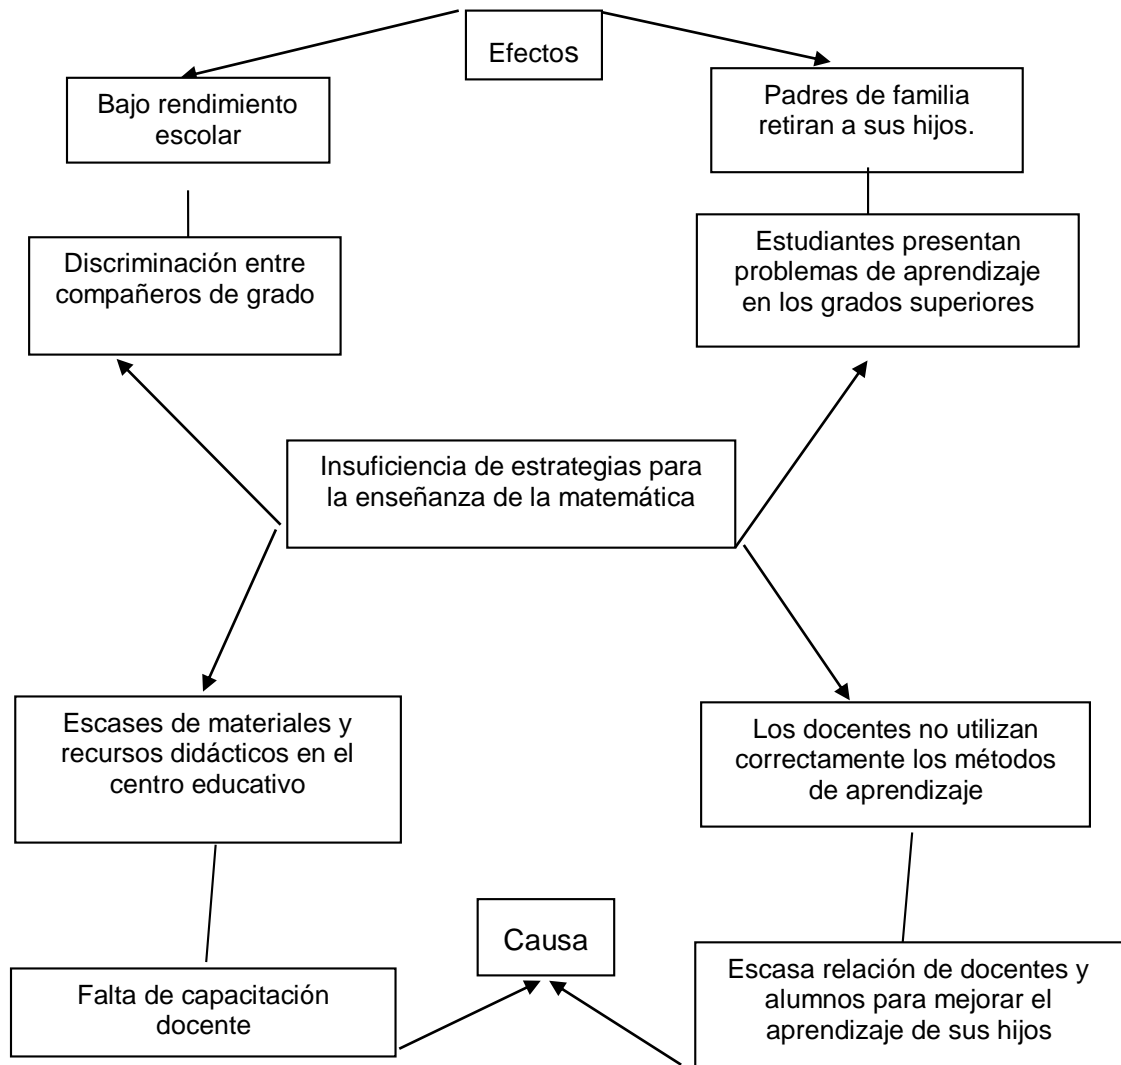 Efectos
Bajo rendimiento
escolar
Padres de familia
retiran a sus hijos.
Discriminación entre
compañeros de grado
Estudiantes presentan
problemas de aprendizaje
en los grados superiores
Insuficiencia de estrategias para
la enseñanza de la matemática
Escases de materiales y
recursos didácticos en el
centro educativo
Los docentes no utilizan
correctamente los métodos
de aprendizaje
Causa
Falta de capacitación
docente
Escasa relación de docentes y
alumnos para mejorar el
aprendizaje de sus hijos